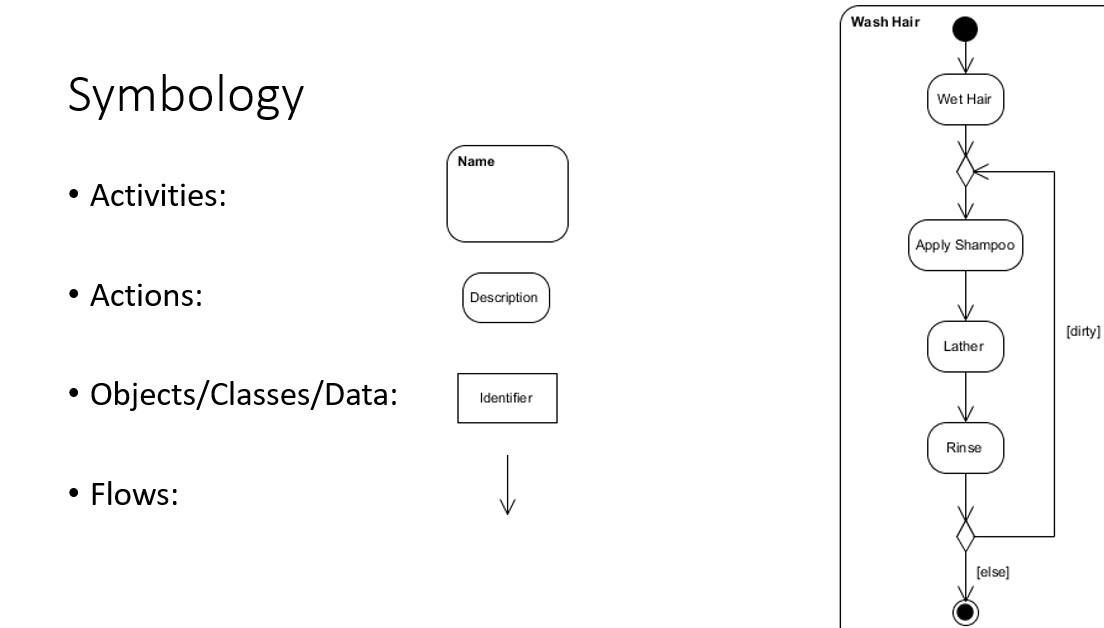 Symbology
• Activities:
Name
• Actions:
Description
• Objects/Classes/Data:
Identifier
• Flows:
Wash Hair
Wet Hair
Apply Shampoo
Lather
[dirty]
Rinse
[else]